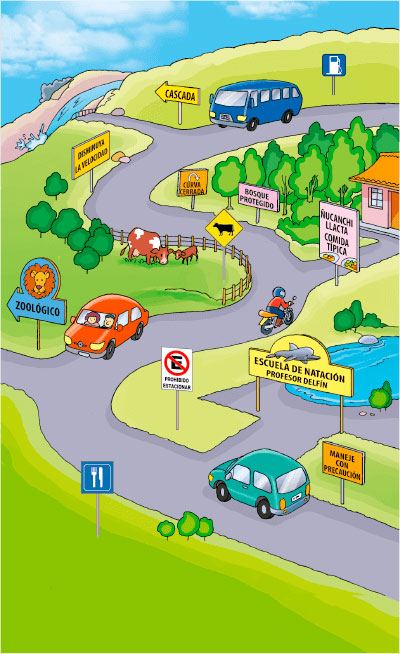 CASCADA
DISMINUYA
LA VELOCIDAD
CURVA
CERRADA
BOSQUE
PROTEGIDO
ÑUCANCHI
LLACTA
COMIDA
TÍPICA
ZOOLÓGICO
E
PROHIBIDO
ESTACIONAR
ESCUELA DE NATACIÓN
PROFESOR DELFÍN
MANEJE
CON
PRECAUCIÓN